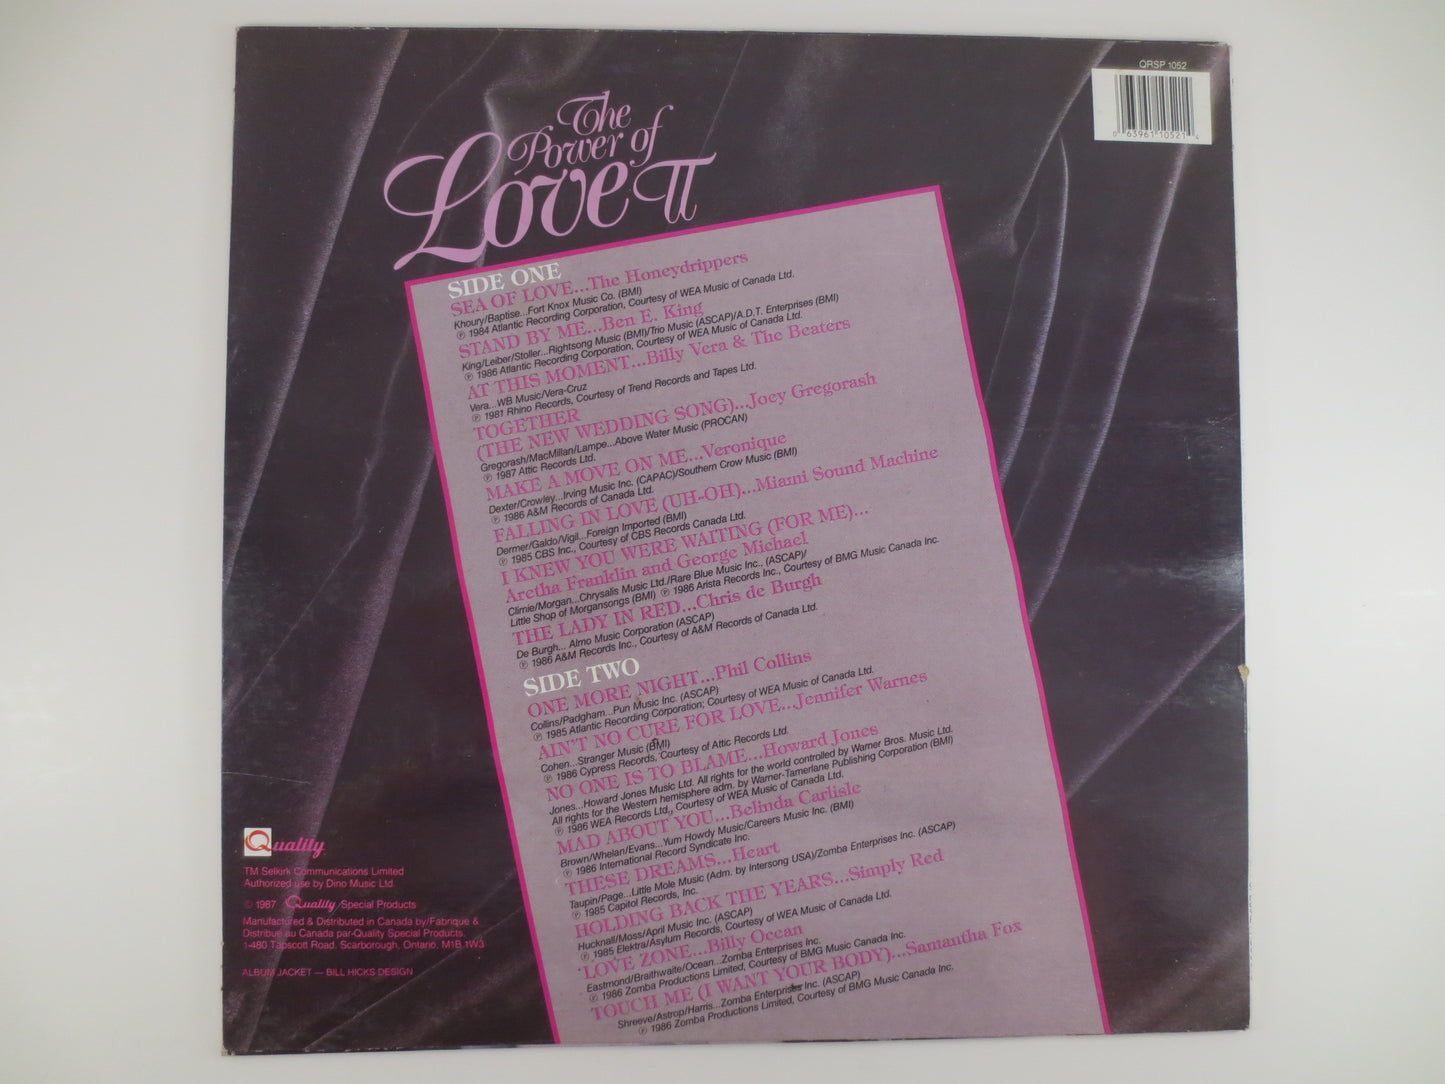 QRSP 1052
0 63961 10521 4
The
Power of
Love II
SIDE ONE
SEA OF LOVE...The Honeydrippers
Khoury/Baptise...Fort Knox Music Co. (BMI)
℗ 1984 Atlantic Recording Corporation, Courtesy of WEA Music of Canada Ltd.
STAND BY ME...Ben E. King
King/Leiber/Stoller...Rightsong Music (BMI)/Trio Music (ASCAP)/A.D.T. Enterprises (BMI)
℗ 1986 Atlantic Recording Corporation, Courtesy of WEA Music of Canada Ltd.
AT THIS MOMENT...Billy Vera & The Beaters
Vera...WB Music/Vera-Cruz
℗ 1981 Rhino Records, Courtesy of Trend Records and Tapes Ltd.
TOGETHER
(THE NEW WEDDING SONG)...Joey Gregorash
Gregorash/MacMillan/Lampe...Above Water Music (PROCAN)
℗ 1987 Attic Records Ltd.
MAKE A MOVE ON ME...Veronique
Dexter/Crowley...Irving Music Inc. (CAPAC)/Southern Crow Music (BMI)
℗ 1986 A&M Records of Canada Ltd.
FALLING IN LOVE (UH-OH)...Miami Sound Machine
Dermer/Galdo/Vigil...Foreign Imported (BMI)
℗ 1985 CBS Inc., Courtesy of CBS Records Canada Ltd.
I KNEW YOU WERE WAITING (FOR ME)...
Aretha Franklin and George Michael
Climie/Morgan...Chrysalis Music Ltd./Rare Blue Music Inc., (ASCAP)/
Little Shop of Morgansongs (BMI) ℗ 1986 Arista Records Inc., Courtesy of BMG Music Canada Inc.
THE LADY IN RED...Chris de Burgh
De Burgh... Almo Music Corporation (ASCAP)
℗ 1986 A&M Records Inc., Courtesy of A&M Records of Canada Ltd.
SIDE TWO
ONE MORE NIGHT...Phil Collins
Collins/Padgham...Pun Music Inc. (ASCAP)
℗ 1985 Atlantic Recording Corporation, Courtesy of WEA Music of Canada Ltd.
AIN'T NO CURE FOR LOVE...Jennifer Warnes
Cohen...Stranger Music (BMI)
℗ 1986 Cypress Records, Courtesy of Attic Records Ltd.
NO ONE IS TO BLAME...Howard Jones
Jones...Howard Jones Music Ltd. All rights for the world controlled by Warner Bros. Music Ltd.
All rights for the Western hemisphere adm. by Warner-Tamerlane Publishing Corporation (BMI)
℗ 1986 WEA Records Ltd., Courtesy of WEA Music of Canada Ltd.
MAD ABOUT YOU...Belinda Carlisle
Brown/Whelan/Evans...Yum Howdy Music/Careers Music Inc. (BMI)
℗ 1986 International Record Syndicate Inc.
THESE DREAMS...Heart
Taupin/Page...Little Mole Music (Adm. by Intersong USA)/Zomba Enterprises Inc. (ASCAP)
℗ 1985 Capitol Records, Inc.
HOLDING BACK THE YEARS...Simply Red
Hucknall/Moss/April Music Inc. (ASCAP)
℗ 1985 Elektra/Asylum Records, Courtesy of WEA Music of Canada Ltd.
LOVE ZONE...Billy Ocean
Eastmond/Braithwaite/Ocean...Zomba Enterprises Inc.
℗ 1986 Zomba Productions Limited, Courtesy of BMG Music Canada Inc.
TOUCH ME (I WANT YOUR BODY)...Samantha Fox
Shreeve/Astrop/Harris...Zomba Enterprises Inc. (ASCAP)
℗ 1986 Zomba Productions Limited, Courtesy of BMG Music Canada Inc.
Quality
TM Selkirk Communications Limited
Authorized use by Dino Music Ltd.
© 1987 Quality Special Products
Manufactured & Distributed in Canada by/Fabrique &
Distribué au Canada par-Quality Special Products.
1-480 Tapscott Road, Scarborough, Ontario. M1B 1W3
ALBUM JACKET — BILL HICKS DESIGN